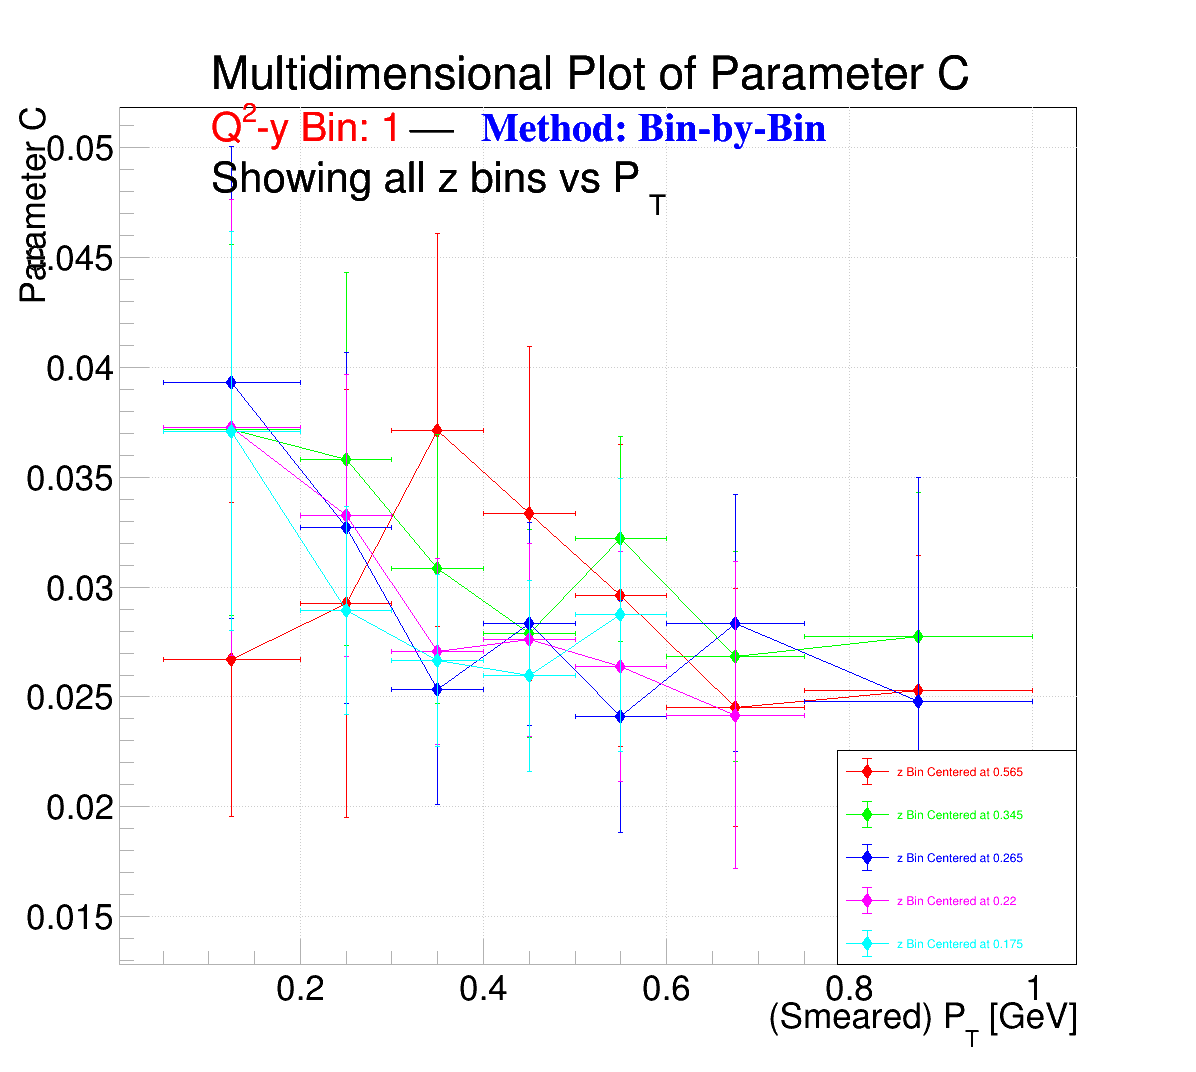 Multidimensional Plot of Parameter C
Q²-y Bin: 1 — Method: Bin-by-Bin
Showing all z bins vs P_T
Parameter C
0.05
0.045
0.04
0.035
0.03
0.025
0.02
0.015
z Bin Centered at 0.565
z Bin Centered at 0.345
z Bin Centered at 0.265
z Bin Centered at 0.22
z Bin Centered at 0.175
0.2 0.4 0.6 0.8 1
(Smeared) P_T [GeV]